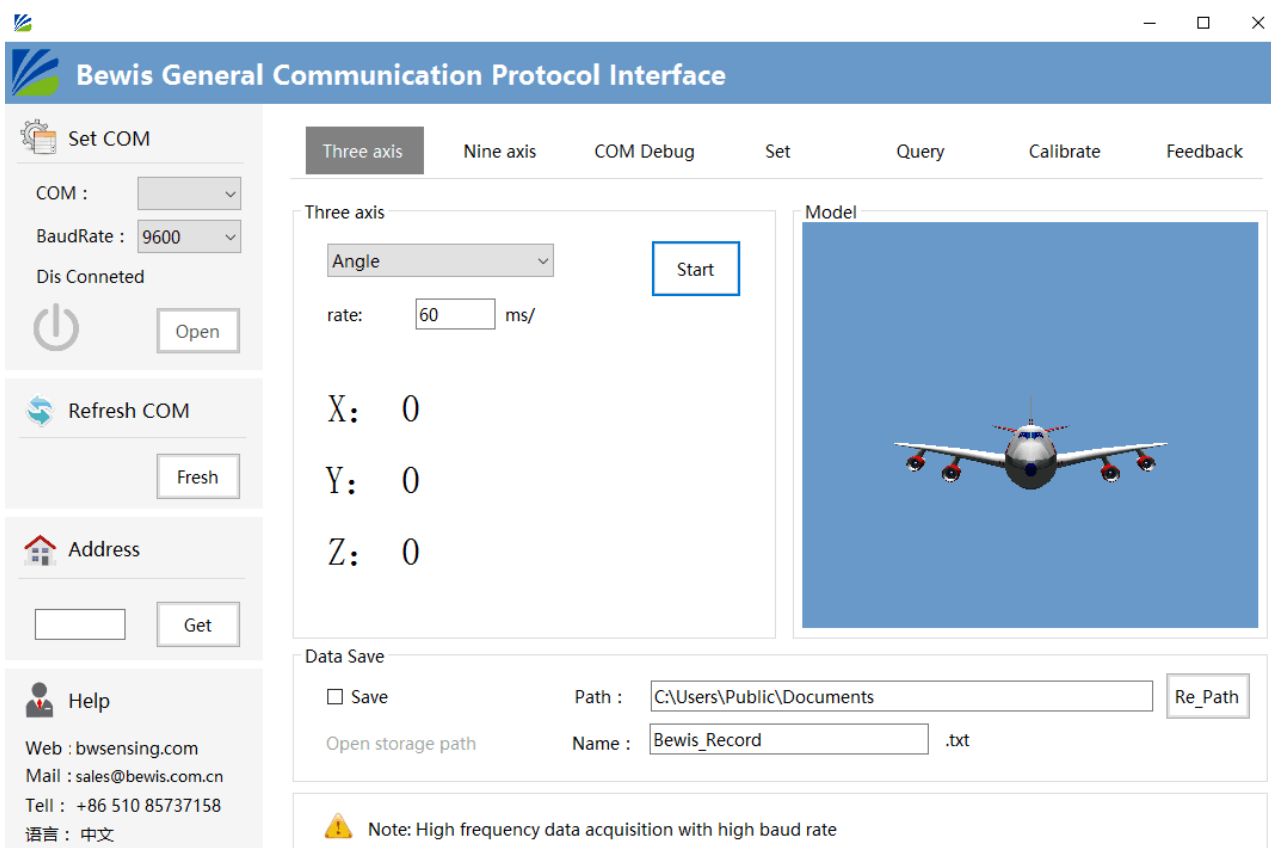 Bewis General Communication Protocol Interface
Set COM
COM :
BaudRate : 9600
Dis Conneted
Open
Refresh COM
Fresh
Address
Get
Help
Web : bwsensing.com
Mail : sales@bewis.com.cn
Tell : +86 510 85737158
语言： 中文
Three axis Nine axis COM Debug Set Query Calibrate Feedback
Three axis
Angle
Start
rate: 60 ms/
X: 0
Y: 0
Z: 0
Model
Data Save
Save
Path : C:\Users\Public\Documents Re_Path
Open storage path
Name : Bewis_Record .txt
Note: High frequency data acquisition with high baud rate